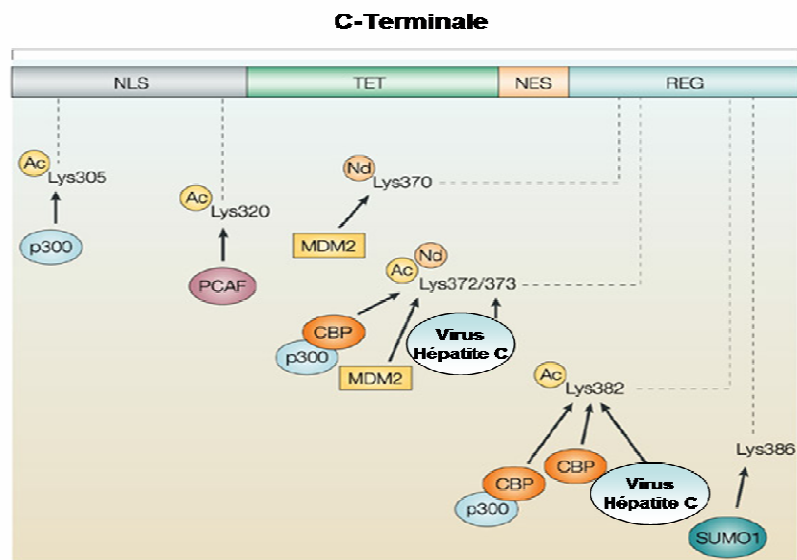 C-Terminale
NLS TET NES REG
Ac
Lys305
p300
Ac
Lys320
PCAF
Nd
Lys370
MDM2
Ac Nd
Lys372/373
CBP
p300
MDM2
Virus
Hépatite C
Ac
Lys382
CBP
p300
CBP
Virus
Hépatite C
Lys386
SUMO1